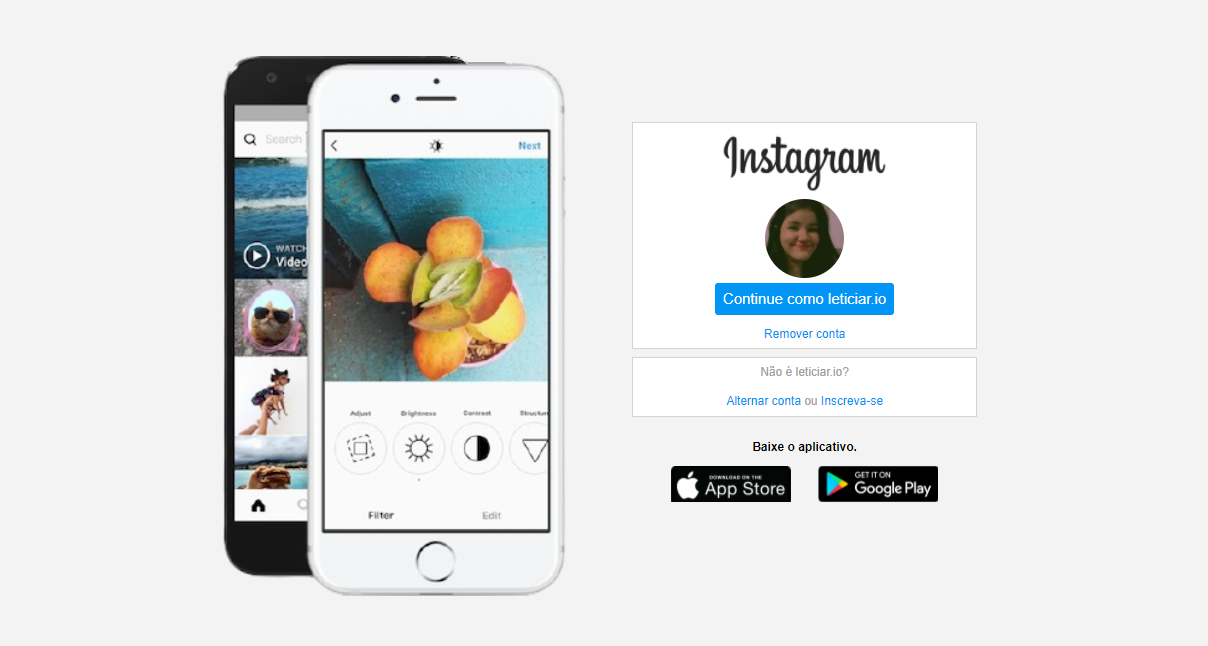 Search
WATCH
Video
Next
Adjust
Brightness
Contrast
Structure
Filter
Edit
Instagram
Continue como leticiar.io
Remover conta
Não é leticiar.io?
Alternar conta ou Inscreva-se
Baixe o aplicativo.
DOWNLOAD ON THE
App Store
GET IT ON
Google Play